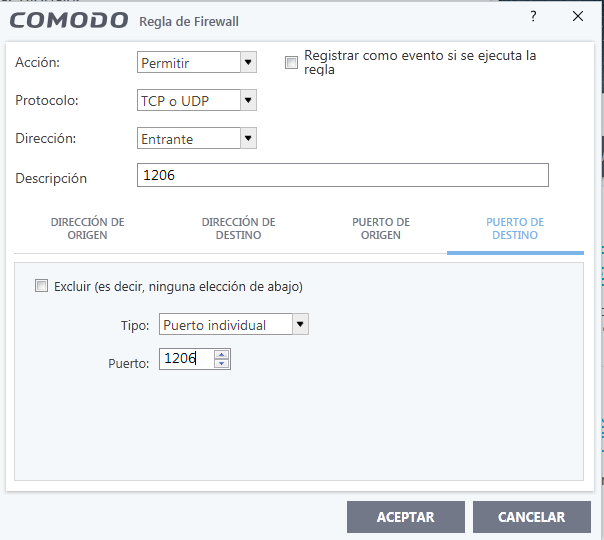 COMODO Regla de Firewall ?
Acción: Permitir Registrar como evento si se ejecuta la
regla
Protocolo: TCP o UDP
Dirección: Entrante
Descripción 1206
DIRECCIÓN DE ORIGEN DIRECCIÓN DE DESTINO PUERTO DE ORIGEN PUERTO DE DESTINO
Excluir (es decir, ninguna elección de abajo)
Tipo: Puerto individual
Puerto: 1206
ACEPTAR CANCELAR